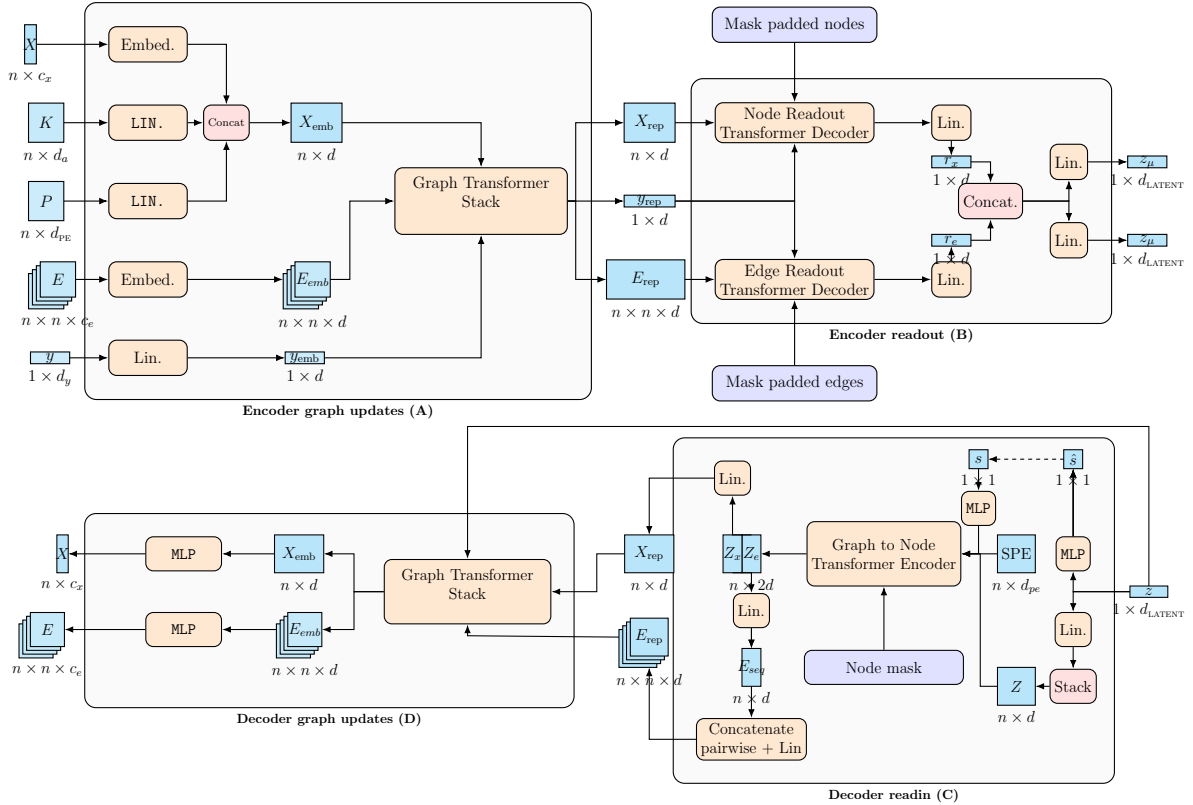 X
n × c_x
Embed.
K
n × d_a
LIN.
Concat
X_emb
n × d
P
n × d_PE
LIN.
Graph Transformer
Stack
E
n × n × c_e
Embed.
E_emb
n × n × d
y
1 × d_y
Lin.
y_emb
1 × d
Encoder graph updates (A)
Mask padded nodes
X_rep
n × d
Node Readout
Transformer Decoder
Lin.
r_x
1 × d
y_rep
1 × d
Concat.
Lin.
z_μ
1 × d_LATENT
Lin.
z_μ
1 × d_LATENT
r_e
1 × d
Lin.
E_rep
n × n × d
Edge Readout
Transformer Decoder
Encoder readout (B)
Mask padded edges
X
n × c_x
MLP
X_emb
n × d
E
n × n × c_e
MLP
E_emb
n × n × d
Graph Transformer
Stack
Decoder graph updates (D)
X_rep
n × d
E_rep
n × n × d
Lin.
Z_x
Z_e
n × 2d
Lin.
E_seq
n × d
Concatenate
pairwise + Lin
Graph to Node
Transformer Encoder
Node mask
s
1 × 1
ŝ
1 × 1
MLP
MLP
SPE
n × d_pe
z
1 × d_LATENT
Lin.
Stack
Z
n × d
Decoder readin (C)